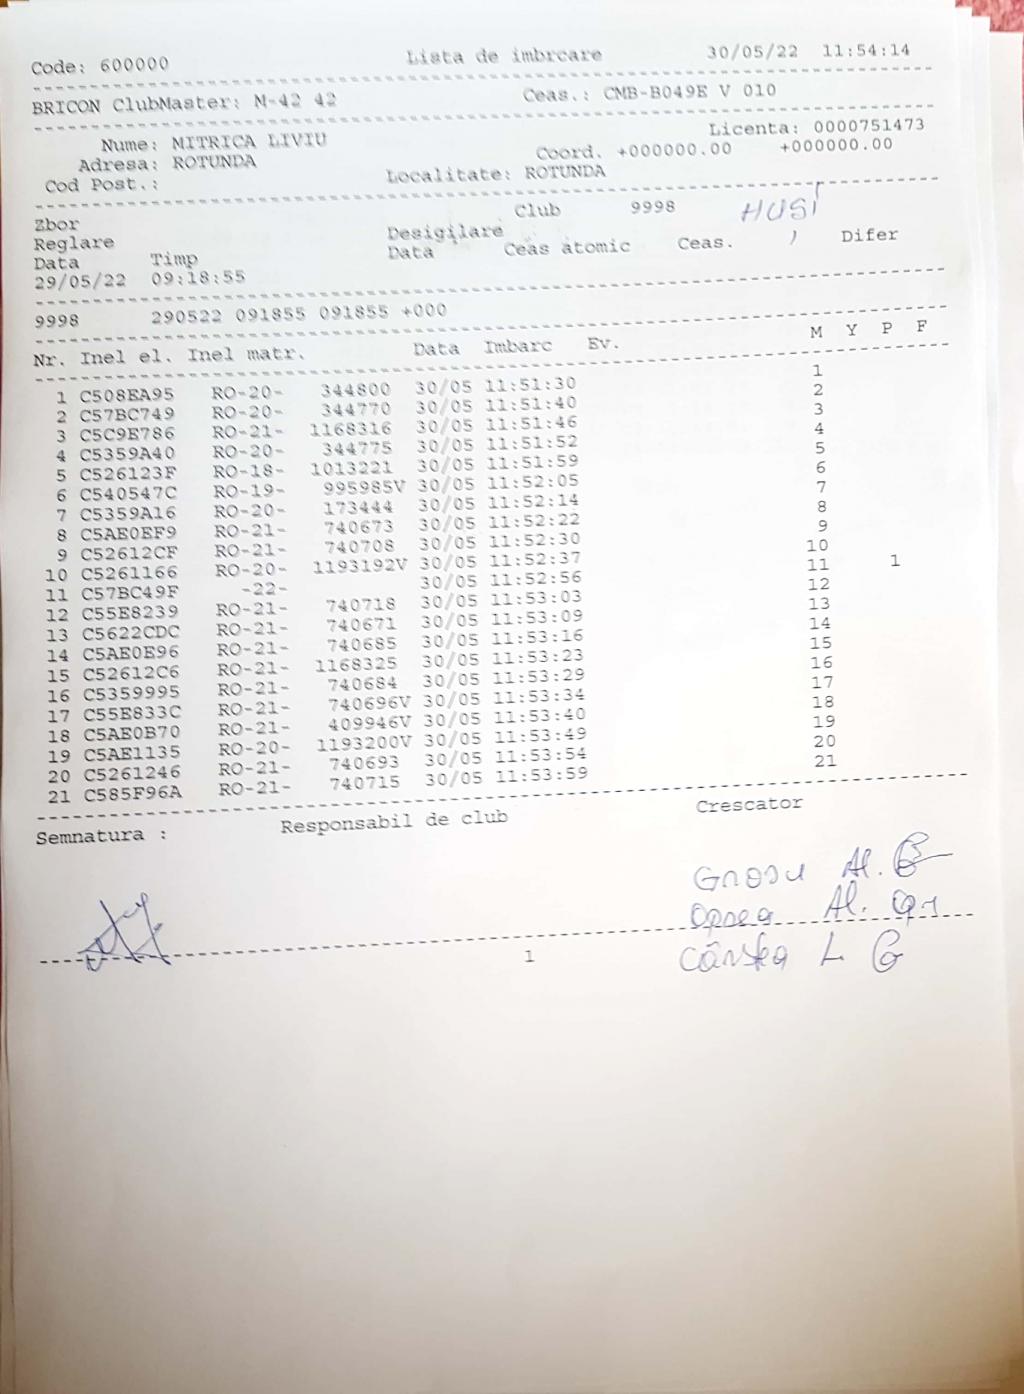 Code: 600000 Lista de imbrcare 30/05/22 11:54:14
BRICON ClubMaster: M-42 42 Ceas.: CMB-B049E V 010
Nume: MITRICA LIVIU Licenta: 0000751473
Adresa: ROTUNDA Coord. +000000.00 +000000.00
Cod Post.: Localitate: ROTUNDA
Zbor Club 9998 HUSI
Reglare Desigilare
Data Timp Data Ceas atomic Ceas. Difer
29/05/22 09:18:55
9998 290522 091855 091855 +000
Nr. Inel el. Inel matr. Data Imbarc Ev. M Y P F
1 C508EA95 RO-20- 344800 30/05 11:51:30 1
2 C57BC749 RO-20- 344770 30/05 11:51:40 2
3 C5C9E786 RO-21- 1168316 30/05 11:51:46 3
4 C5359A40 RO-20- 344775 30/05 11:51:52 4
5 C526123F RO-18- 1013221 30/05 11:51:59 5
6 C540547C RO-19- 995985V 30/05 11:52:05 6
7 C5359A16 RO-20- 173444 30/05 11:52:14 7
8 C5AE0EF9 RO-21- 740673 30/05 11:52:22 8
9 C52612CF RO-21- 740708 30/05 11:52:30 9
10 C5261166 RO-20- 1193192V 30/05 11:52:37 10
11 C57BC49F -22- 30/05 11:52:56 11 1
12 C55E8239 RO-21- 740718 30/05 11:53:03 12
13 C5622CDC RO-21- 740671 30/05 11:53:09 13
14 C5AE0E96 RO-21- 740685 30/05 11:53:16 14
15 C52612C6 RO-21- 1168325 30/05 11:53:23 15
16 C5359995 RO-21- 740684 30/05 11:53:29 16
17 C55E833C RO-21- 740696V 30/05 11:53:34 17
18 C5AE0B70 RO-21- 409946V 30/05 11:53:40 18
19 C5AE1135 RO-20- 1193200V 30/05 11:53:49 19
20 C5261246 RO-21- 740693 30/05 11:53:54 20
21 C585F96A RO-21- 740715 30/05 11:53:59 21
Semnatura : Responsabil de club Crescator
Grosu Al.
Oprea Al.
L
1